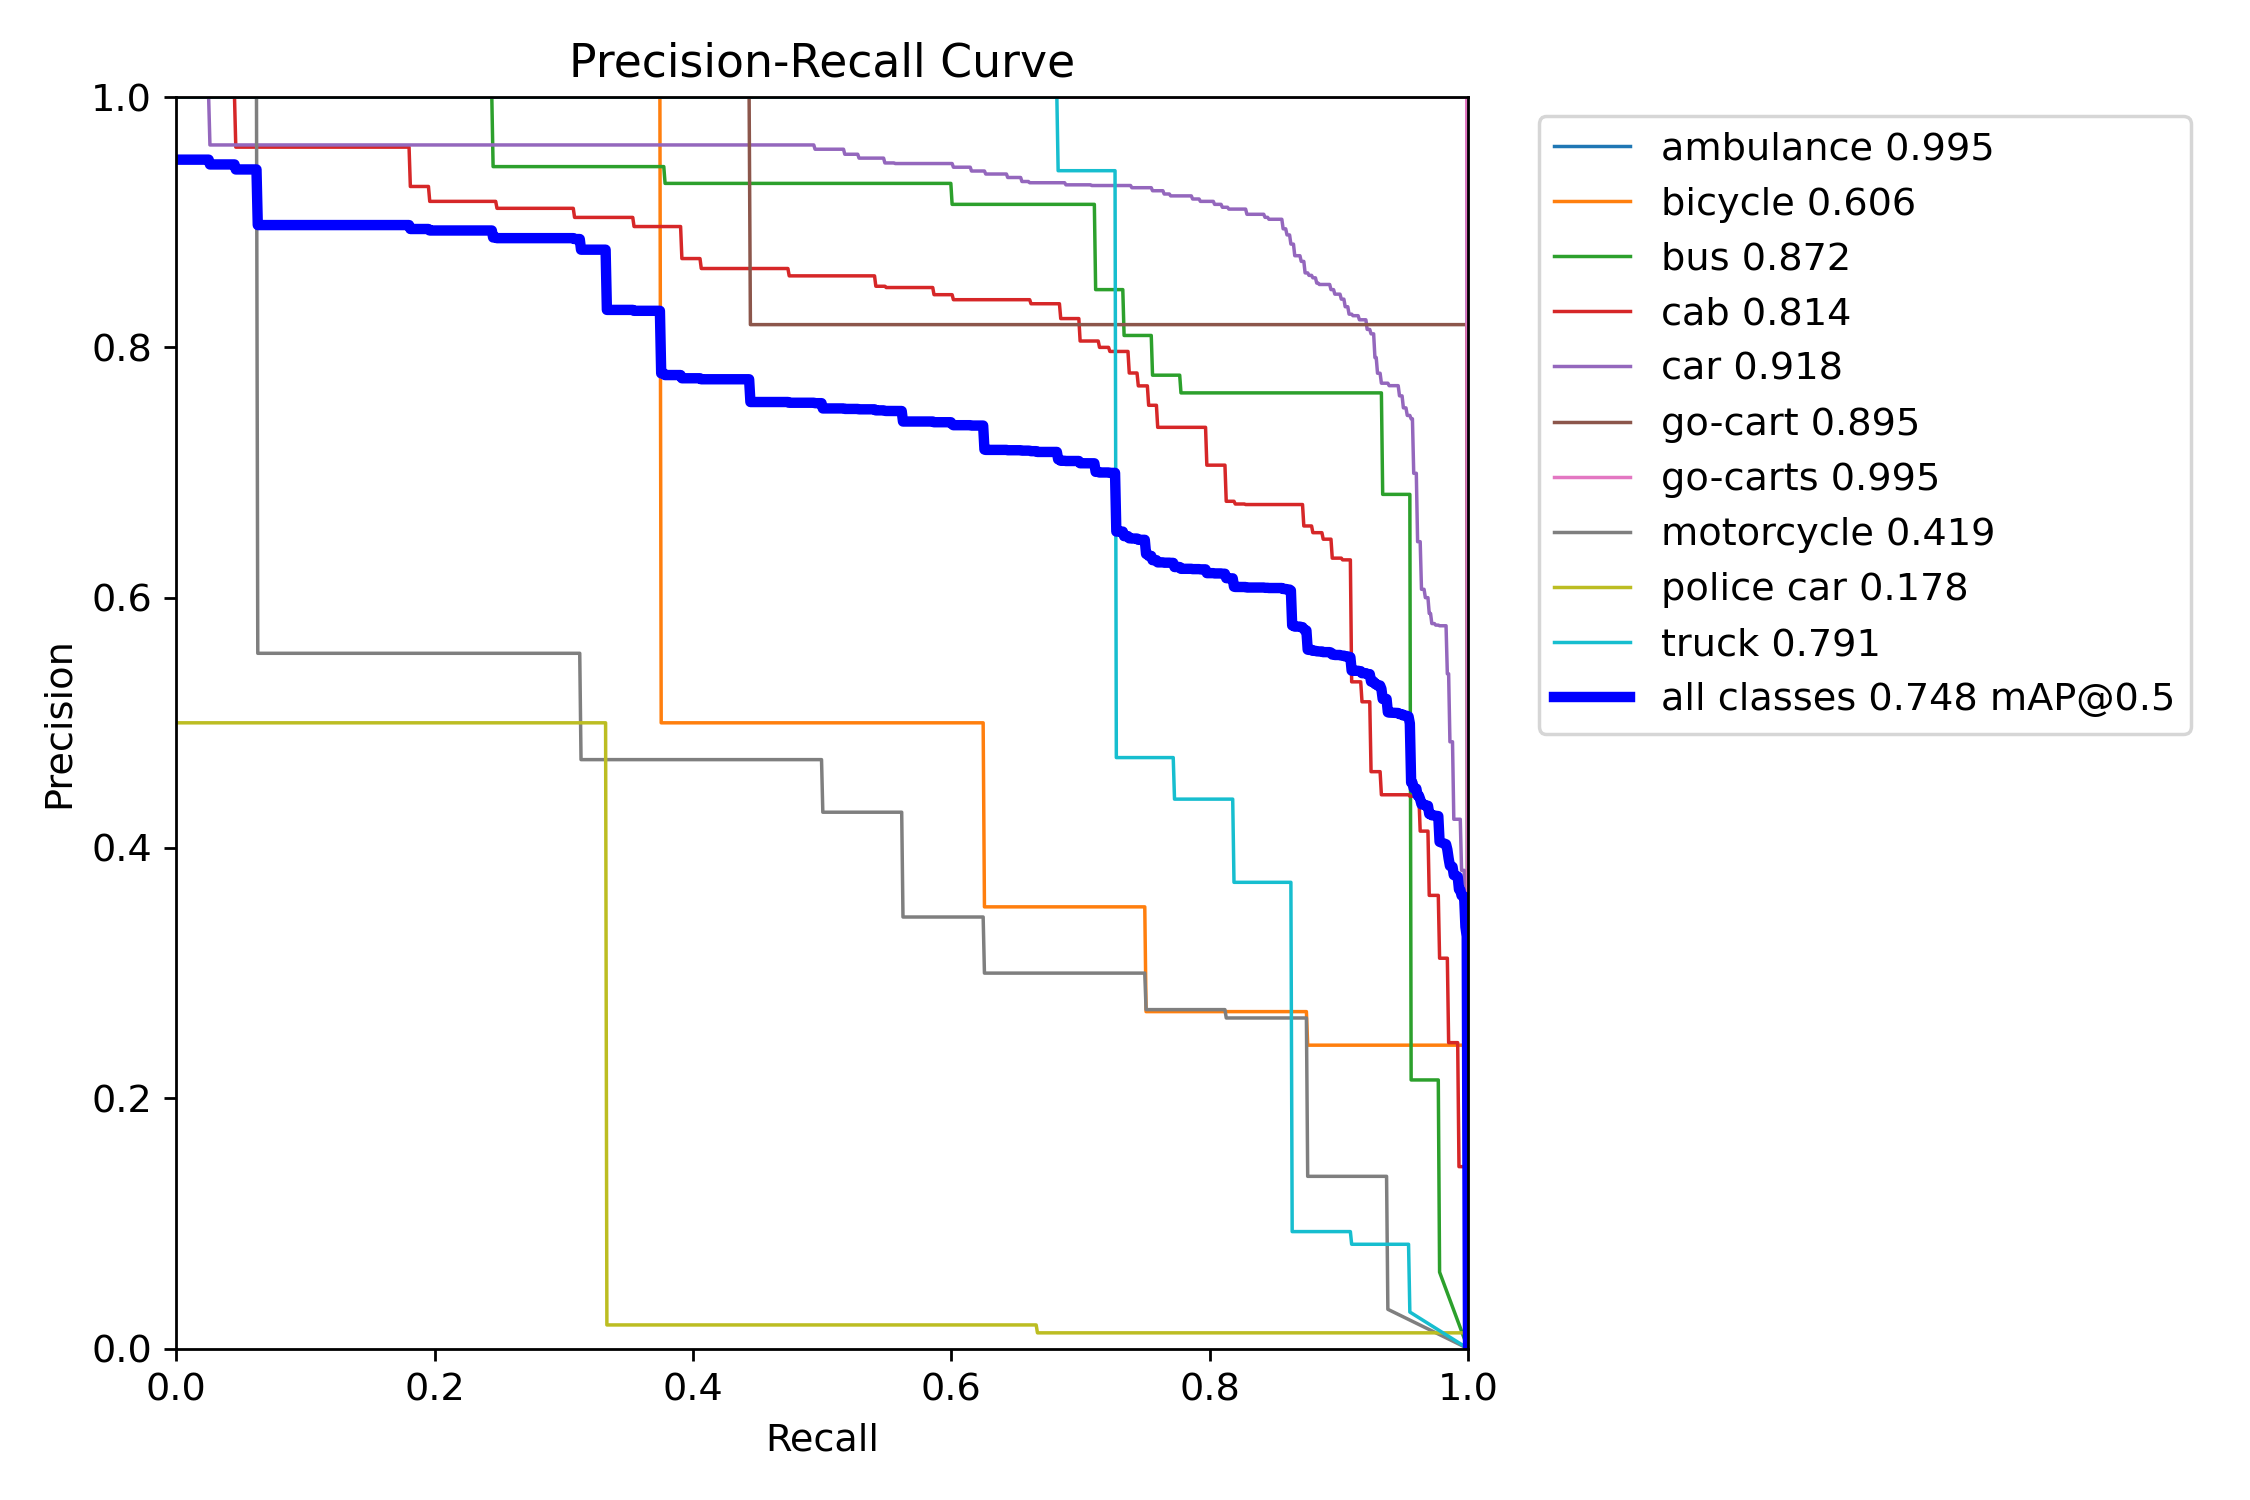 Precision-Recall Curve
1.0
0.8
0.6
0.4
0.2
0.0
Precision
0.0 0.2 0.4 0.6 0.8 1.0
Recall
ambulance 0.995
bicycle 0.606
bus 0.872
cab 0.814
car 0.918
go-cart 0.895
go-carts 0.995
motorcycle 0.419
police car 0.178
truck 0.791
all classes 0.748 mAP@0.5